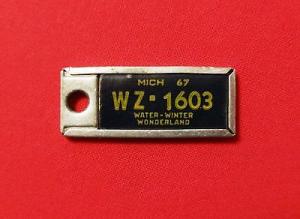 MICH 67
WZ▪1603
WATER-WINTER
WONDERLAND